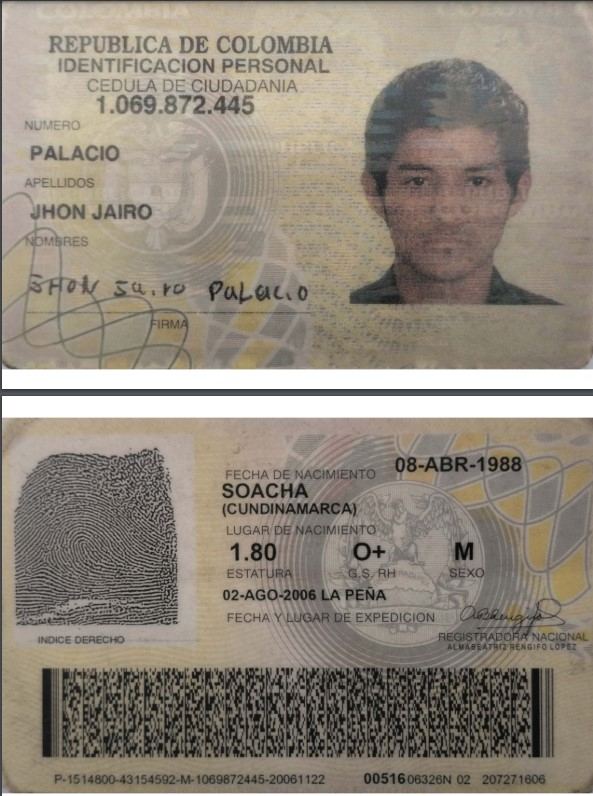 REPUBLICA DE COLOMBIA
IDENTIFICACION PERSONAL
CEDULA DE CIUDADANIA
1.069.872.445
NUMERO
PALACIO
APELLIDOS
JHON JAIRO
NOMBRES
JHON Jairo PaLacio
FIRMA
08-ABR-1988
FECHA DE NACIMIENTO
SOACHA
(CUNDINAMARCA)
LUGAR DE NACIMIENTO
1.80 O+ M
ESTATURA G.S. RH SEXO
02-AGO-2006 LA PEÑA
FECHA Y LUGAR DE EXPEDICION
REGISTRADORA NACIONAL
ALMABEATRIZ RENGIFO LOPEZ
INDICE DERECHO
P-1514800-43154592-M-1069872445-20061122 00516 06326N 02 207271606